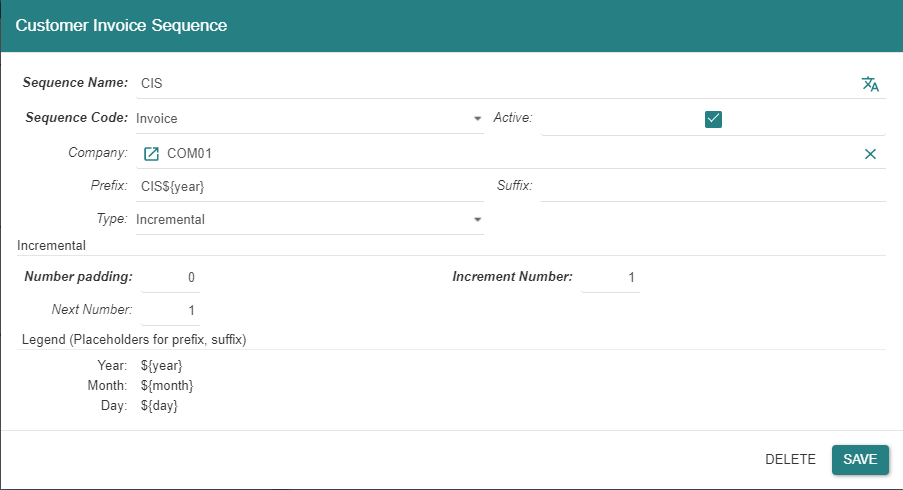 Customer Invoice Sequence
Sequence Name: CIS
Sequence Code: Invoice Active:
Company: COM01
Prefix: CIS${year} Suffix:
Type: Incremental
Incremental
Number padding: 0 Increment Number: 1
Next Number: 1
Legend (Placeholders for prefix, suffix)
Year: ${year}
Month: ${month}
Day: ${day}
DELETE SAVE